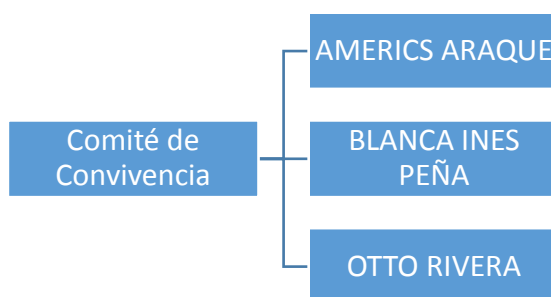 AMERICS ARAQUE
Comité de
Convivencia
BLANCA INES
PEÑA
OTTO RIVERA